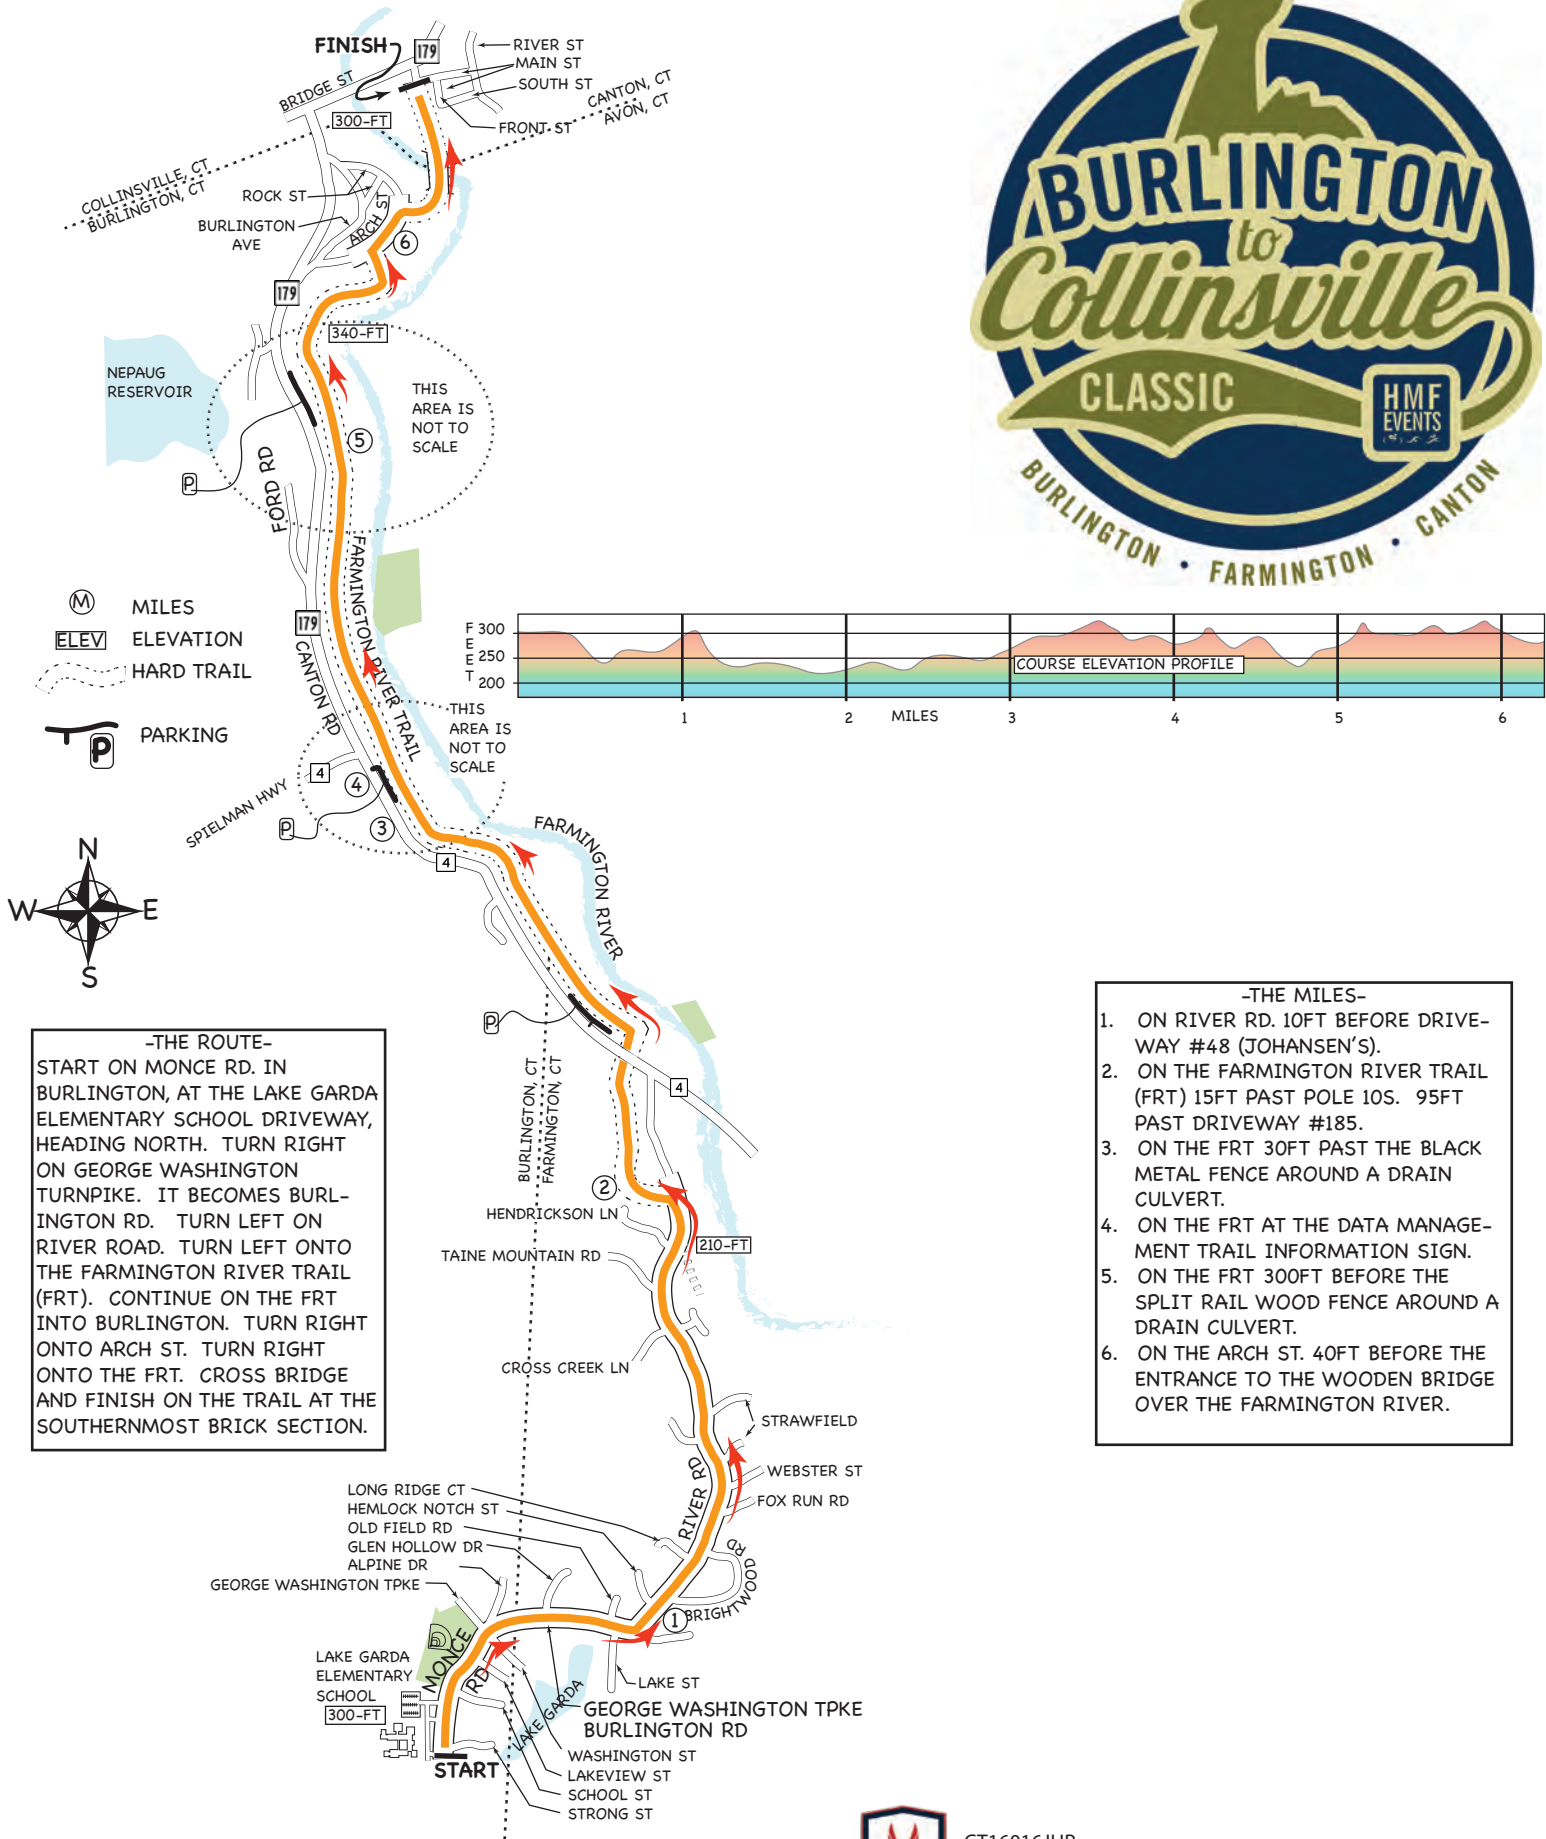 FINISH
179
RIVER ST
MAIN ST
SOUTH ST
FRONT ST
BRIDGE ST
CANTON, CT
AVON, CT
300-FT
COLLINSVILLE, CT
BURLINGTON, CT
ROCK ST
BURLINGTON
AVE
ARCH ST
6
179
340-FT
NEPAUG
RESERVOIR
THIS
AREA IS
NOT TO
SCALE
5
P
FORD RD
FARMINGTON RIVER TRAIL
179
CANTON RD
M MILES
ELEV ELEVATION
HARD TRAIL
P PARKING
THIS
AREA IS
NOT TO
SCALE
4
4
SPIELMAN HWY
P
3
4
FARMINGTON RIVER
N
W E
S
BURLINGTON
to
Collinsville
CLASSIC
HMF
EVENTS
BURLINGTON • FARMINGTON • CANTON
FEET
300
250
200
COURSE ELEVATION PROFILE
1 2 MILES 3 4 5 6
P
BURLINGTON, CT
FARMINGTON, CT
4
2
HENDRICKSON LN
210-FT
TAINE MOUNTAIN RD
CROSS CREEK LN
STRAWFIELD
WEBSTER ST
FOX RUN RD
RIVER RD
BRIGHTWOOD RD
LONG RIDGE CT
HEMLOCK NOTCH ST
OLD FIELD RD
GLEN HOLLOW DR
ALPINE DR
GEORGE WASHINGTON TPKE
1
MONCE RD
LAKE GARDA
ELEMENTARY
SCHOOL
300-FT
LAKE GARDA
LAKE ST
GEORGE WASHINGTON TPKE
BURLINGTON RD
WASHINGTON ST
LAKEVIEW ST
SCHOOL ST
STRONG ST
START
-THE ROUTE-
START ON MONCE RD. IN
BURLINGTON, AT THE LAKE GARDA
ELEMENTARY SCHOOL DRIVEWAY,
HEADING NORTH. TURN RIGHT
ON GEORGE WASHINGTON
TURNPIKE. IT BECOMES BURL-
INGTON RD. TURN LEFT ON
RIVER ROAD. TURN LEFT ONTO
THE FARMINGTON RIVER TRAIL
(FRT). CONTINUE ON THE FRT
INTO BURLINGTON. TURN RIGHT
ONTO ARCH ST. TURN RIGHT
ONTO THE FRT. CROSS BRIDGE
AND FINISH ON THE TRAIL AT THE
SOUTHERNMOST BRICK SECTION.
-THE MILES-
1. ON RIVER RD. 10FT BEFORE DRIVE-
WAY #48 (JOHANSEN'S).
2. ON THE FARMINGTON RIVER TRAIL
(FRT) 15FT PAST POLE 10S. 95FT
PAST DRIVEWAY #185.
3. ON THE FRT 30FT PAST THE BLACK
METAL FENCE AROUND A DRAIN
CULVERT.
4. ON THE FRT AT THE DATA MANAGE-
MENT TRAIL INFORMATION SIGN.
5. ON THE FRT 300FT BEFORE THE
SPLIT RAIL WOOD FENCE AROUND A
DRAIN CULVERT.
6. ON THE ARCH ST. 40FT BEFORE THE
ENTRANCE TO THE WOODEN BRIDGE
OVER THE FARMINGTON RIVER.